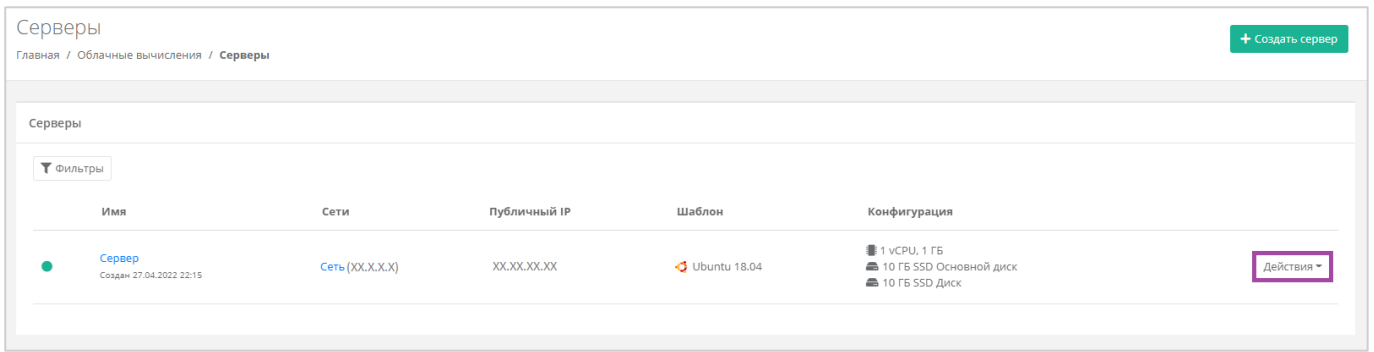 Серверы
Главная / Облачные вычисления / Серверы
+ Создать сервер
Серверы
Фильтры
Имя Сети Публичный IP Шаблон Конфигурация
Сервер
Создан 27.04.2022 22:15
Сеть (XX.X.X.X)
XX.XX.XX.XX
Ubuntu 18.04
1 vCPU, 1 ГБ
10 ГБ SSD Основной диск
10 ГБ SSD Диск
Действия